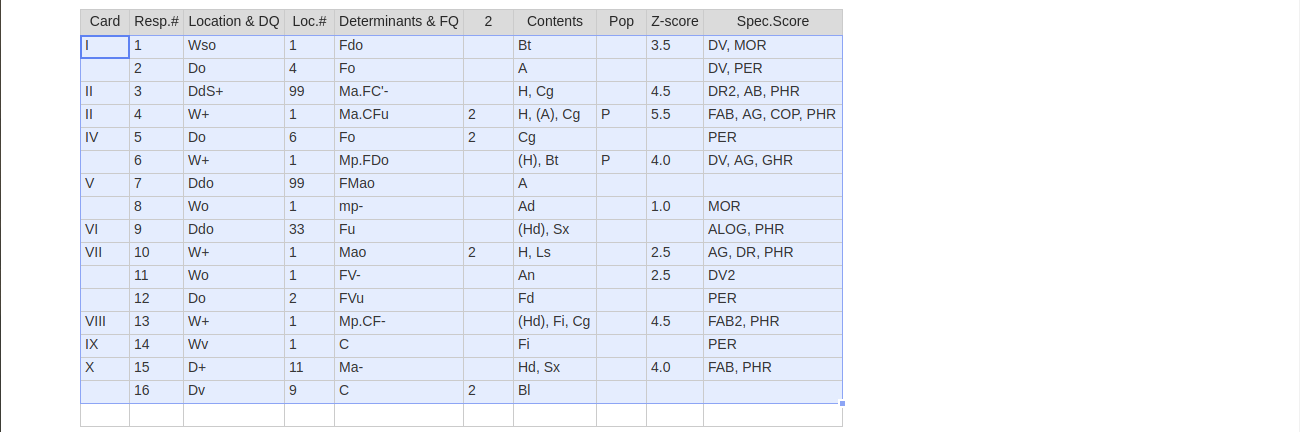 Card Resp.# Location & DQ Loc.# Determinants & FQ 2 Contents Pop Z-score Spec.Score
I 1 Wso 1 Fdo Bt 3.5 DV, MOR
2 Do 4 Fo A DV, PER
II 3 DdS+ 99 Ma.FC'- H, Cg 4.5 DR2, AB, PHR
II 4 W+ 1 Ma.CFu 2 H, (A), Cg P 5.5 FAB, AG, COP, PHR
IV 5 Do 6 Fo 2 Cg PER
6 W+ 1 Mp.FDo (H), Bt P 4.0 DV, AG, GHR
V 7 Ddo 99 FMao A
8 Wo 1 mp- Ad 1.0 MOR
VI 9 Ddo 33 Fu (Hd), Sx ALOG, PHR
VII 10 W+ 1 Mao 2 H, Ls 2.5 AG, DR, PHR
11 Wo 1 FV- An 2.5 DV2
12 Do 2 FVu Fd PER
VIII 13 W+ 1 Mp.CF- (Hd), Fi, Cg 4.5 FAB2, PHR
IX 14 Wv 1 C Fi PER
X 15 D+ 11 Ma- Hd, Sx 4.0 FAB, PHR
16 Dv 9 C 2 Bl